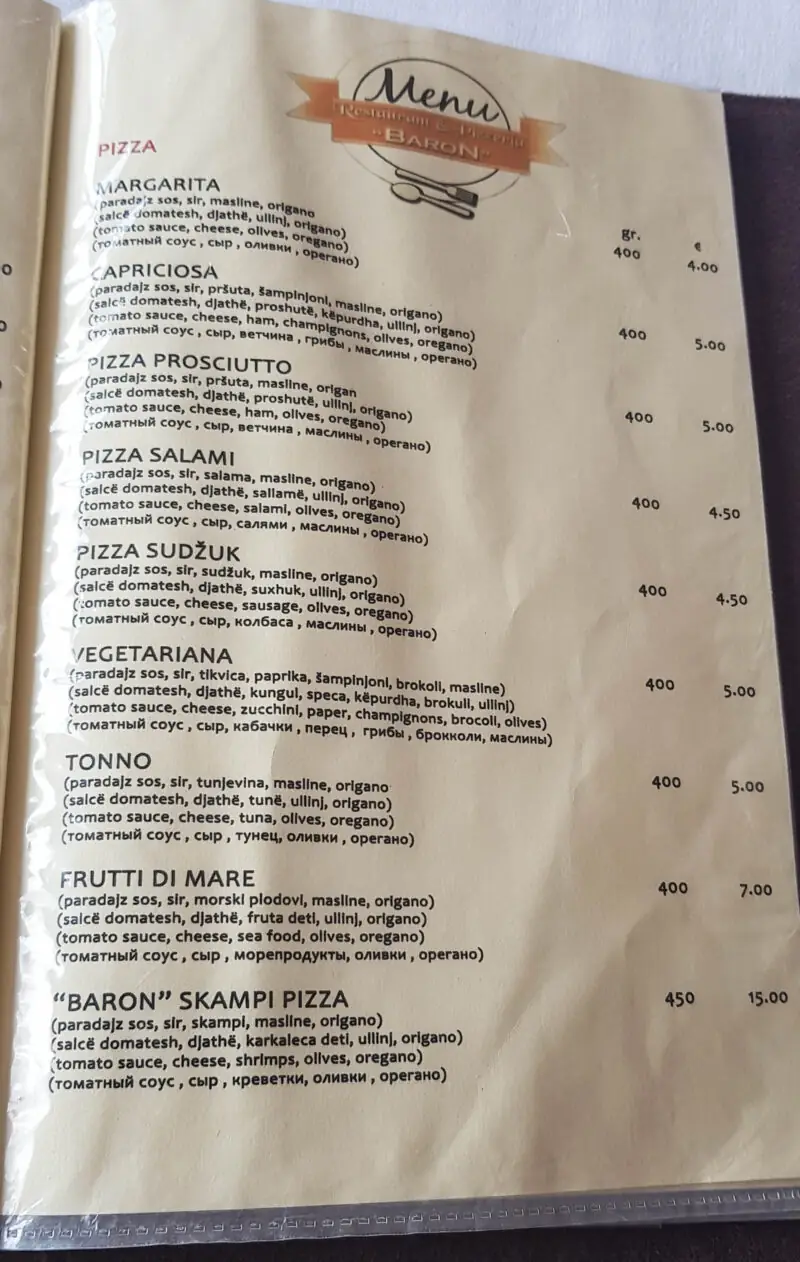 Menu
Restaurant & Pizzerija
"BARON"
PIZZA
gr. €
MARGARITA 400 4.00
(paradajz sos, sir, masline, origano
(salcë domatesh, djathë, ullinj, origano)
(tomato sauce, cheese, olives, oregano)
(томатный соус , сыр , оливки , орегано)
CAPRICIOSA 400 5.00
(paradajz sos, sir, pršuta, šampinjoni, masline, origano)
(salcë domatesh, djathë, proshutë, këpurdha, ullinj, origano)
(tomato sauce, cheese, ham, champignons, olives, oregano)
(томатный соус , сыр, ветчина , грибы , маслины , орегано)
PIZZA PROSCIUTTO 400 5.00
(paradajz sos, sir, pršuta, masline, origan
(salcë domatesh, djathë, proshutë, ullinj, origano)
(tomato sauce, cheese, ham, olives, oregano)
(томатный соус , сыр, ветчина , маслины , орегано)
PIZZA SALAMI 400 4.50
(paradajz sos, sir, salama, masline, origano)
(salcë domatesh, djathë, sallamë, ullinj, origano)
(tomato sauce, cheese, salami, olives, oregano)
(томатный соус , сыр, салями , маслины , орегано)
PIZZA SUDŽUK 400 4.50
(paradajz sos, sir, sudžuk, masline, origano)
(salcë domatesh, djathë, suxhuk, ullinj, origano)
(tomato sauce, cheese, sausage, olives, oregano)
(томатный соус , сыр, колбаса , маслины , орегано)
VEGETARIANA 400 5.00
(paradajz sos, sir, tikvica, paprika, šampinjoni, brokoli, masline)
(salcë domatesh, djathë, kungul, speca, këpurdha, brokuli, ullinj)
(tomato sauce, cheese, zucchini, paper, champignons, brocoli, olives)
(томатный соус , сыр, кабачки , перец , грибы , брокколи, маслины)
TONNO 400 5.00
(paradajz sos, sir, tunjevina, masline, origano
(salcë domatesh, djathë, tunë, ullinj, origano)
(tomato sauce, cheese, tuna, olives, oregano)
(томатный соус , сыр , тунец, оливки , орегано)
FRUTTI DI MARE 400 7.00
(paradajz sos, sir, morski plodovi, masline, origano)
(salcë domatesh, djathë, fruta deti, ullinj, origano)
(tomato sauce, cheese, sea food, olives, oregano)
(томатный соус , сыр , морепродукты, оливки , орегано)
"BARON" SKAMPI PIZZA 450 15.00
(paradajz sos, sir, skampi, masline, origano)
(salcë domatesh, djathë, karkaleca deti, ullinj, origano)
(tomato sauce, cheese, shrimps, olives, oregano)
(томатный соус , сыр , креветки, оливки , орегано)